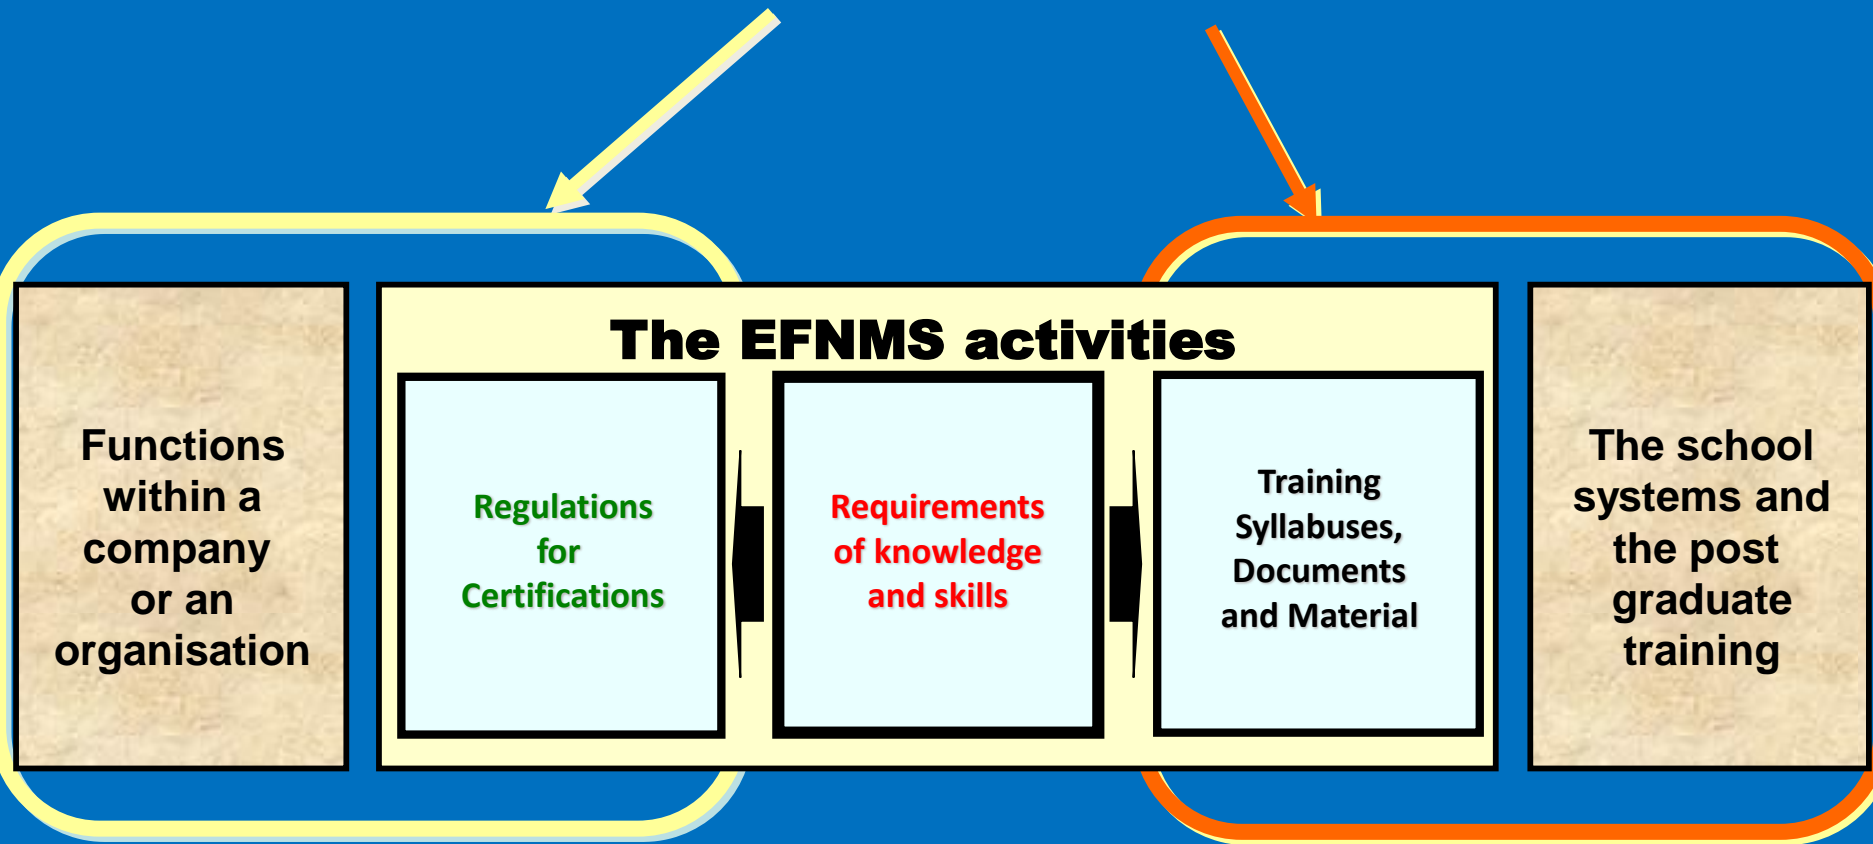 The EFNMS activities
Functions
within a
company
or an
organisation
Regulations
for
Certifications
Requirements
of knowledge
and skills
Training
Syllabuses,
Documents
and Material
The school
systems and
the post
graduate
training